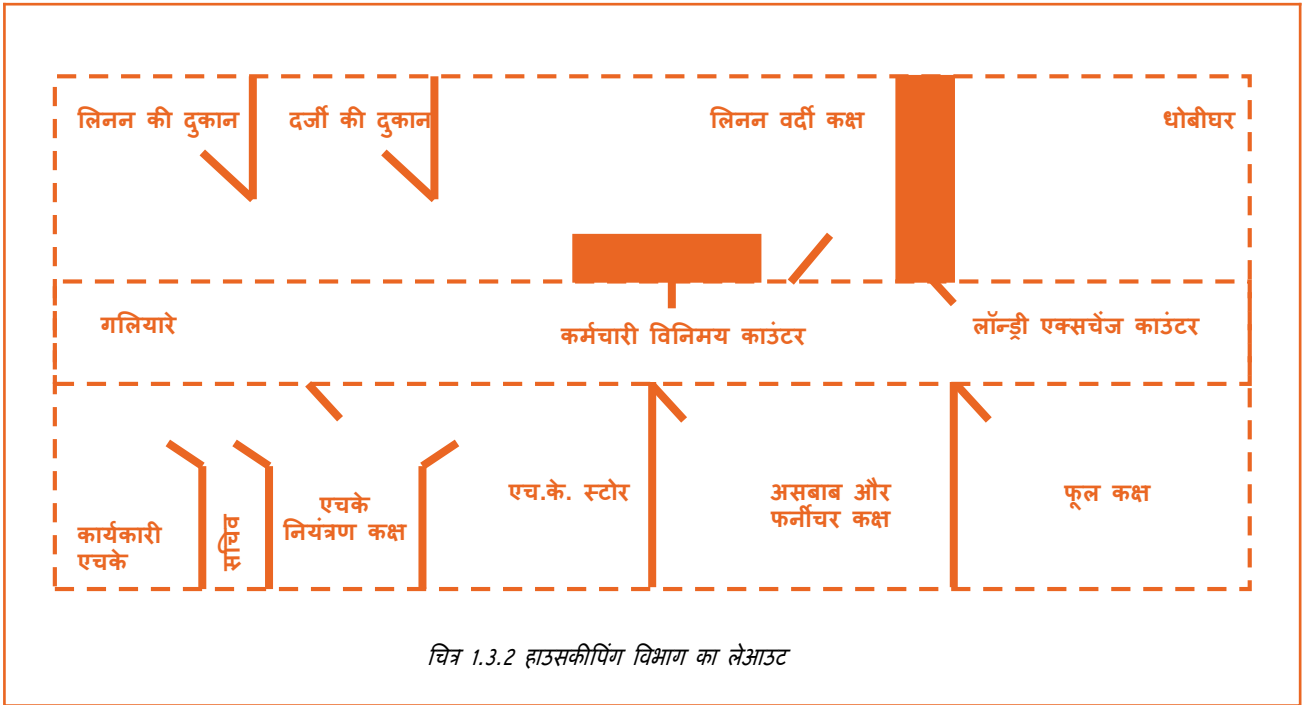 लिनन की दुकान
दर्जी की दुकान
लिनन वर्दी कक्ष
धोबीघर
गलियारे
कर्मचारी विनिमय काउंटर
लॉन्ड्री एक्सचेंज काउंटर
कार्यकारी
एचके
सचिव
एचके
नियंत्रण कक्ष
एच.के. स्टोर
असबाब और
फर्नीचर कक्ष
फूल कक्ष
चित्र 1.3.2 हाउसकीपिंग विभाग का लेआउट